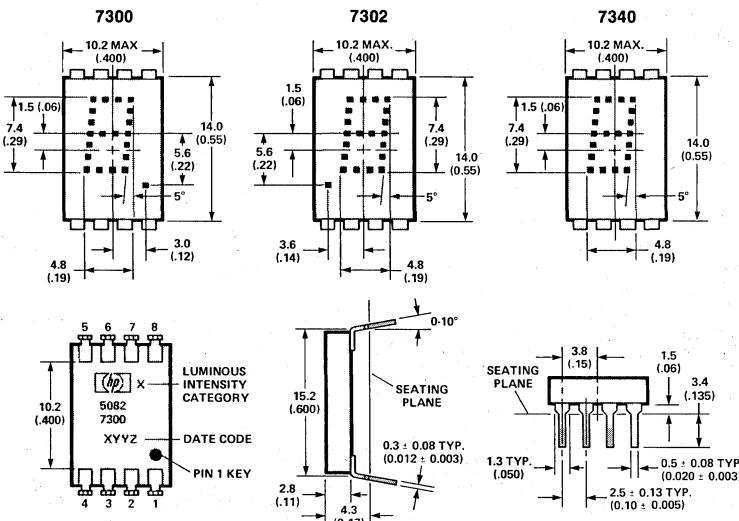 7300 7302 7340
10.2 MAX
(.400)
1.5 (.06)
7.4
(.29)
14.0
(0.55)
5.6
(.22)
5°
3.0
(.12)
4.8
(.19)
10.2 MAX.
(.400)
1.5
(.06)
5.6
(.22)
7.4
(.29)
14.0
(0.55)
5°
3.6
(.14)
4.8
(.19)
10.2 MAX.
(.400)
1.5 (.06)
7.4
(.29)
14.0
(0.55)
5°
4.8
(.19)
5 6 7 8
hp X
5082
7300
XYYZ
10.2
(.400)
4 3 2 1
LUMINOUS
INTENSITY
CATEGORY
DATE CODE
PIN 1 KEY
0-10°
15.2
(.600)
SEATING
PLANE
0.3 ± 0.08 TYP.
(0.012 ± 0.003)
2.8
(.11)
4.3
SEATING
PLANE
3.8
(.15)
1.5
(.06)
3.4
(.135)
1.3 TYP.
(.050)
0.5 ± 0.08 TYP
(0.020 ± 0.003)
2.5 ± 0.13 TYP.
(0.10 ± 0.005)